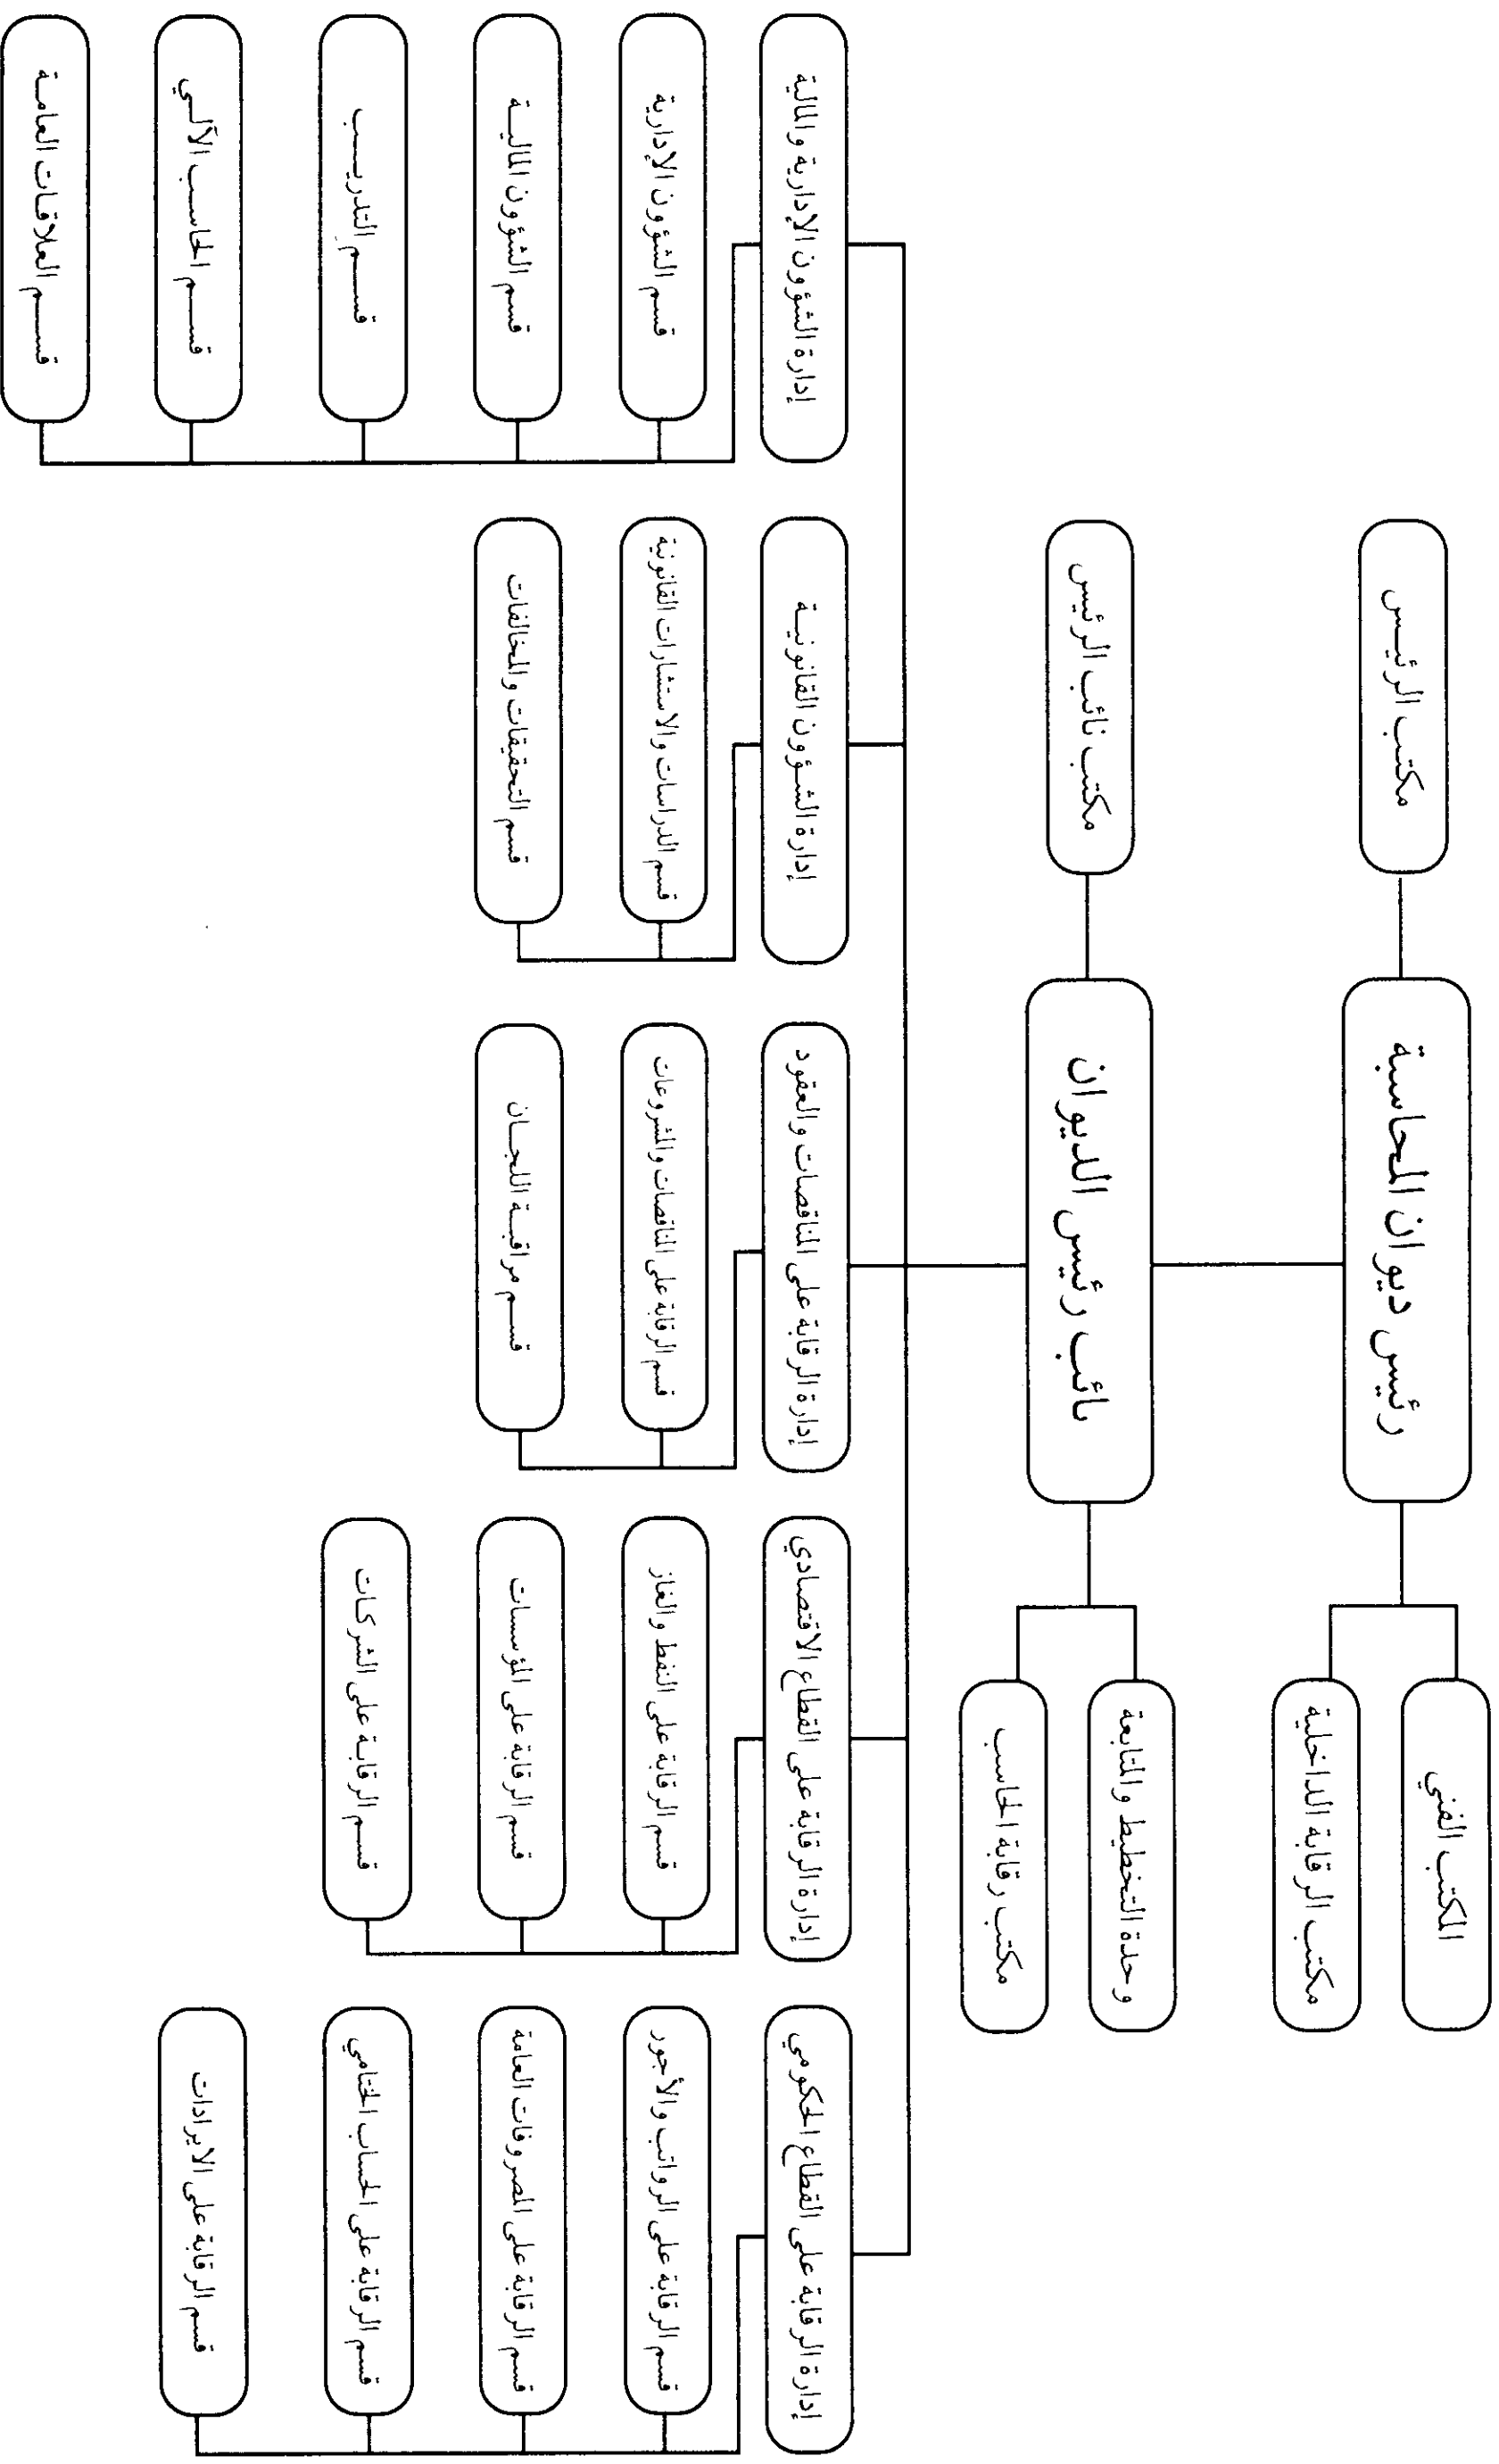 رئيس ديوان المحاسبة
مكتب الرئيس
المكتب الفني
مكتب الرقابة الداخلية
نائب رئيس الديوان
مكتب نائب الرئيس
وحدة التخطيط والمتابعة
مكتب رقابة الحاسب
إدارة الرقابة على القطاع الحكومي
قسم الرقابة على الرواتب والأجور
قسم الرقابة على المصروفات العامة
قسم الرقابة على الحساب الختامي
قسم الرقابة على الايرادات
إدارة الرقابة على القطاع الاقتصادي
قسم الرقابة على النفط والغاز
قسم الرقابة على المؤسسات
قسم الرقابة على الشركات
إدارة الرقابة على المناقصات والعقود
قسم الرقابة على المناقصات والمشروعات
قسم مراقبة اللجان
إدارة الشؤون القانونية
قسم الدراسات والاستشارات القانونية
قسم التحقيقات والمخالفات
إدارة الشؤون الإدارية والمالية
قسم الشؤون الإدارية
قسم الشؤون المالية
قسم التدريب
قسم الحاسب الآلي
قسم العلاقات العامة